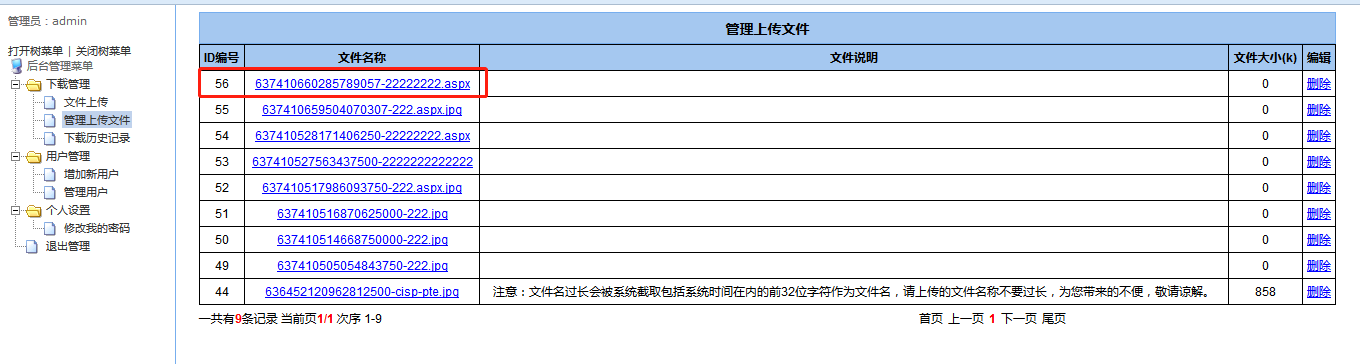 管理员：admin
打开树菜单 | 关闭树菜单
后台管理菜单
下载管理
文件上传
管理上传文件
下载历史记录
用户管理
增加新用户
管理用户
个人设置
修改我的密码
退出管理
管理上传文件
ID编号 文件名称 文件说明 文件大小(k) 编辑
56 637410660285789057-22222222.aspx 0 删除
55 637410659504070307-222.aspx.jpg 0 删除
54 637410528171406250-22222222.aspx 0 删除
53 637410527563437500-2222222222222 0 删除
52 637410517986093750-222.aspx.jpg 0 删除
51 637410516870625000-222.jpg 0 删除
50 637410514668750000-222.jpg 0 删除
49 637410505054843750-222.jpg 0 删除
44 636452120962812500-cisp-pte.jpg 注意：文件名过长会被系统截取包括系统时间在内的前32位字符作为文件名，请上传的文件名称不要过长，为您带来的不便，敬请谅解。 858 删除
一共有9条记录 当前页1/1 次序 1-9 首页 上一页 1 下一页 尾页